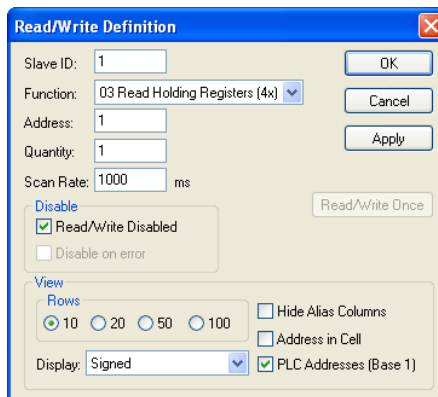 Read/Write Definition
Slave ID: 1
OK
Function: 03 Read Holding Registers (4x)
Cancel
Address: 1
Apply
Quantity: 1
Scan Rate: 1000 ms
Disable
Read/Write Once
Read/Write Disabled
Disable on error
View
Rows
10 20 50 100
Hide Alias Columns
Address in Cell
Display: Signed
PLC Addresses (Base 1)